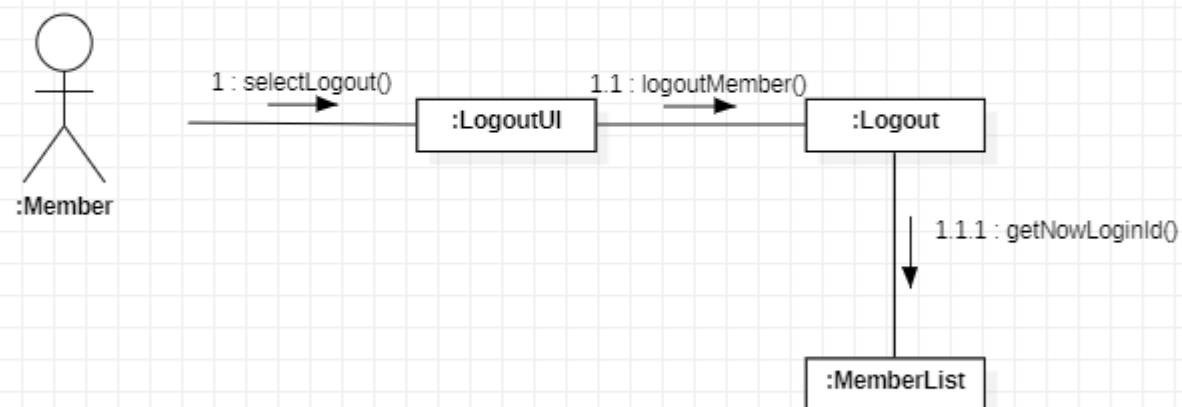 1 : selectLogout()
1.1 : logoutMember()
:LogoutUI
:Logout
:Member
1.1.1 : getNowLoginId()
:MemberList